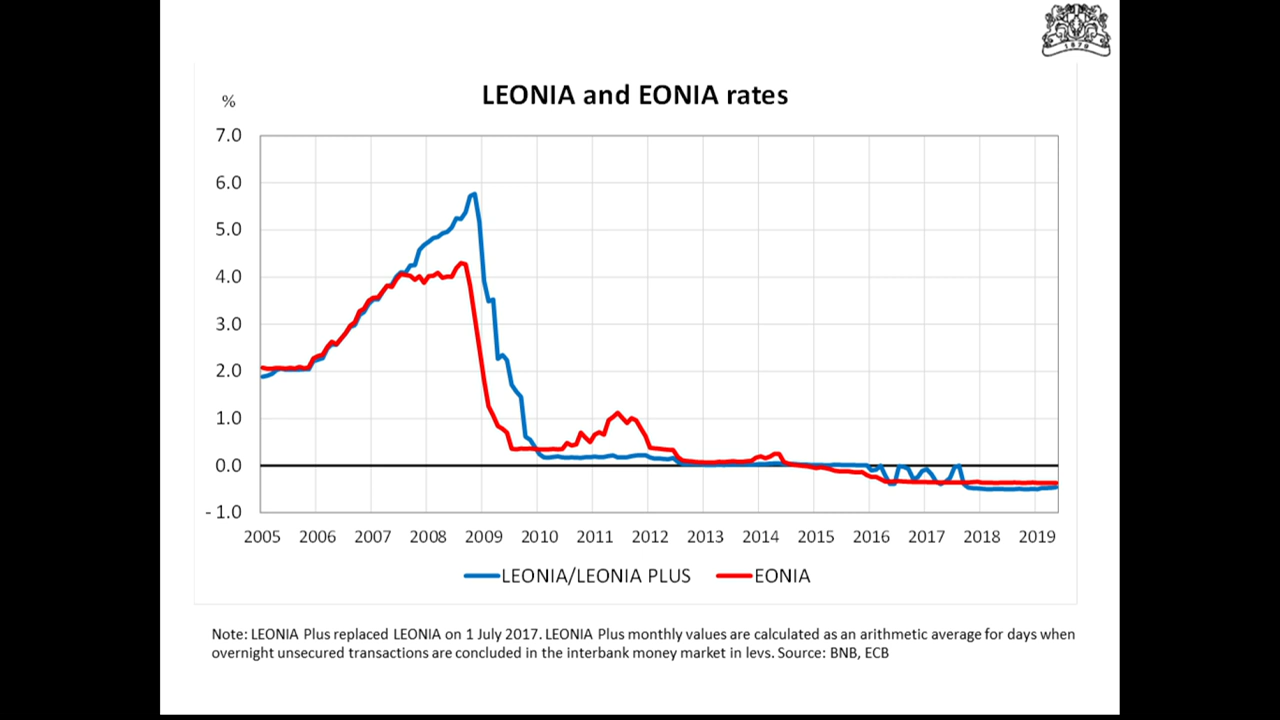 1879
LEONIA and EONIA rates
%
7.0
6.0
5.0
4.0
3.0
2.0
1.0
0.0
- 1.0
2005 2006 2007 2008 2009 2010 2011 2012 2013 2014 2015 2016 2017 2018 2019
LEONIA/LEONIA PLUS EONIA
Note: LEONIA Plus replaced LEONIA on 1 July 2017. LEONIA Plus monthly values are calculated as an arithmetic average for days when
overnight unsecured transactions are concluded in the interbank money market in levs. Source: BNB, ECB